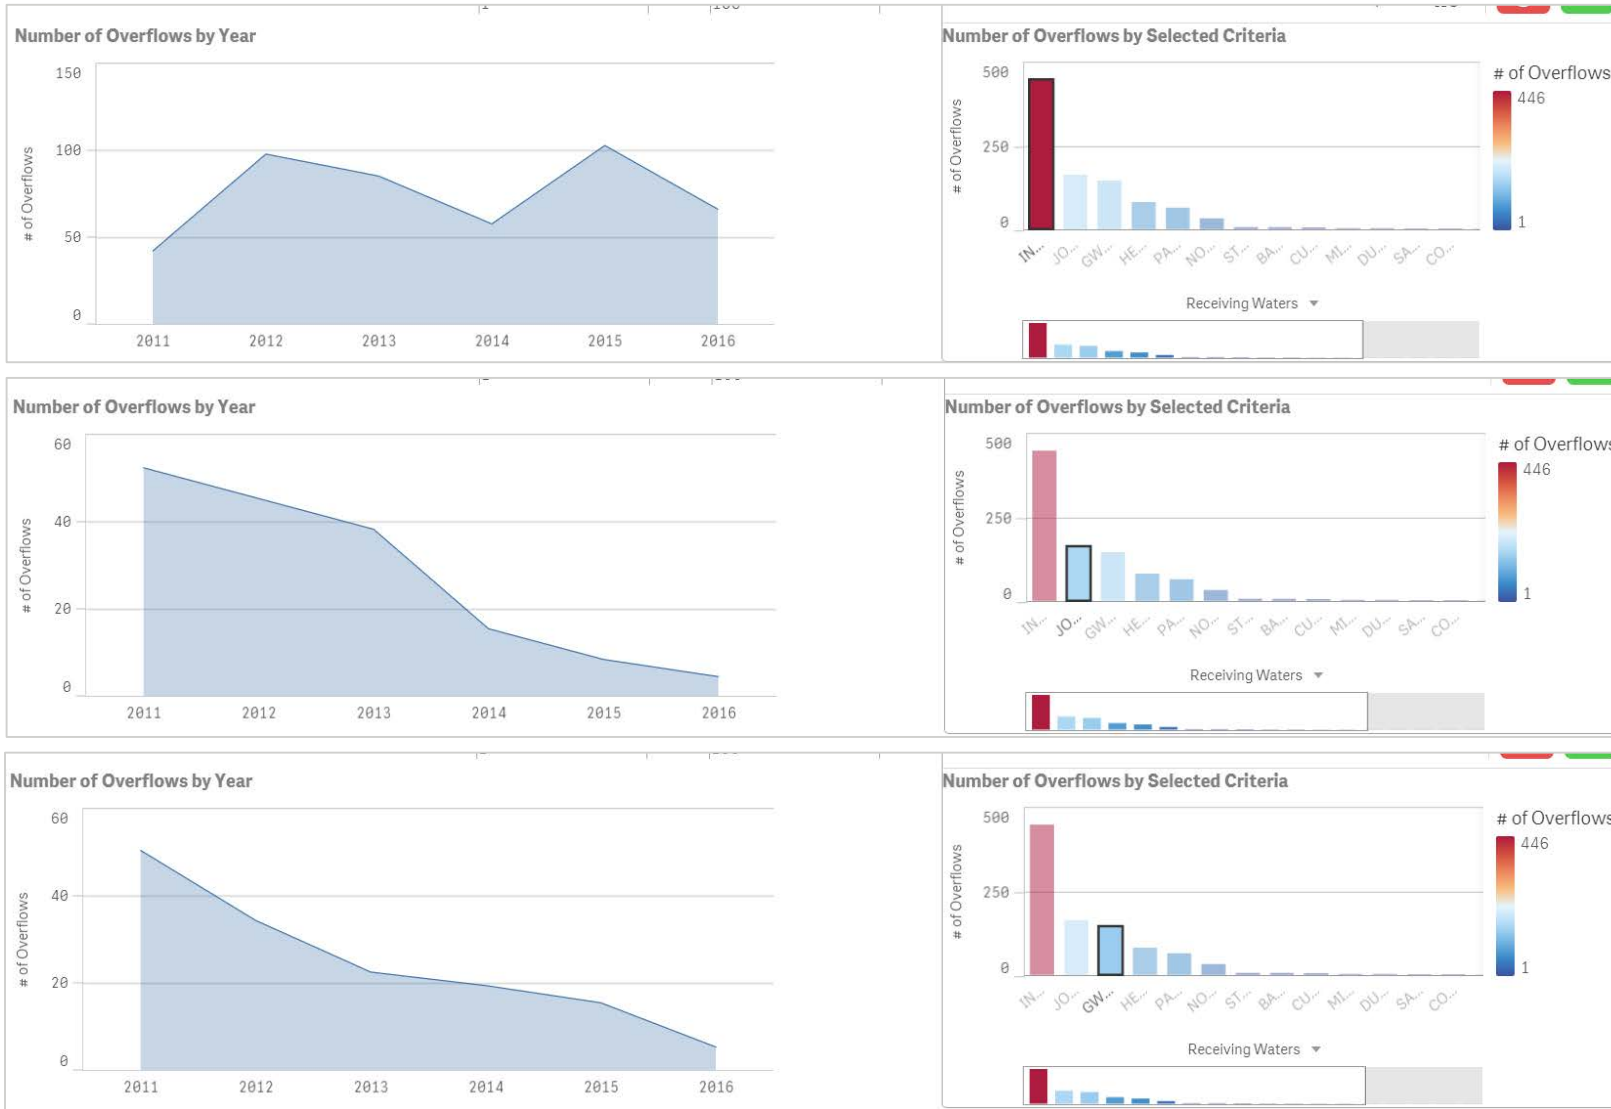 Number of Overflows by Year
150
100
50
0
# of Overflows
2011 2012 2013 2014 2015 2016
Number of Overflows by Selected Criteria
500
250
0
# of Overflows
IN... JO... GW... HE... PA... NO... ST... BA... CU... MI... DU... SA... CO...
Receiving Waters
# of Overflows
446
1
Number of Overflows by Year
60
40
20
0
# of Overflows
2011 2012 2013 2014 2015 2016
Number of Overflows by Selected Criteria
500
250
0
# of Overflows
IN... JO... GW... HE... PA... NO... ST... BA... CU... MI... DU... SA... CO...
Receiving Waters
# of Overflows
446
1
Number of Overflows by Year
60
40
20
0
# of Overflows
2011 2012 2013 2014 2015 2016
Number of Overflows by Selected Criteria
500
250
0
# of Overflows
IN... JO... GW... HE... PA... NO... ST... BA... CU... MI... DU... SA... CO...
Receiving Waters
# of Overflows
446
1